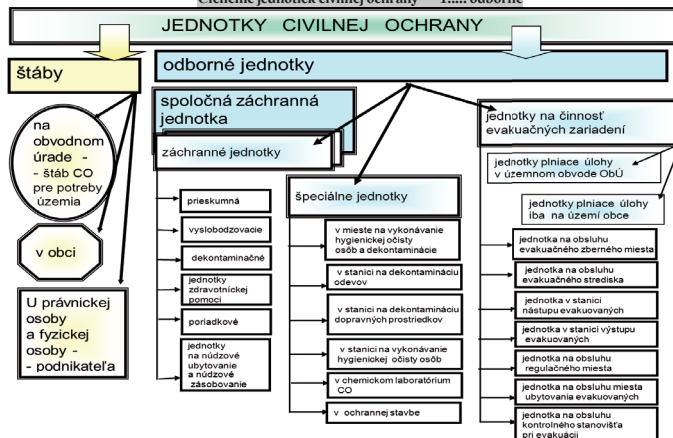 Členenie jednotiek civilnej ochrany
odborné
JEDNOTKY CIVILNEJ OCHRANY
štáby
odborné jednotky
na
obvodnom
úrade -
- štáb CO
pre potreby
územia
v obci
U právnickej
osoby
a fyzickej
osoby -
- podnikateľa
spoločná záchranná
jednotka
záchranné jednotky
prieskumná
vyslobodzovacie
dekontaminačné
jednotky
zdravotníckej
pomoci
poriadkové
jednotky
na núdzové
ubytovanie
a núdzové
zásobovanie
špeciálne jednotky
v mieste na vykonávanie
hygienickej očisty
osôb a dekontaminácie
v stanici na dekontamináciu
odevov
v stanici na dekontamináciu
dopravných prostriedkov
v stanici na vykonávanie
hygienickej očisty osôb
v chemickom laboratórium
CO
v ochrannej stavbe
jednotky na činnosť
evakuačných zariadení
jednotky plniace úlohy
v územnom obvode ObÚ
jednotky plniace úlohy
iba na území obce
jednotka na obsluhu
evakuačného zberného miesta
jednotka na obsluhu
evakuačného strediska
jednotka v stanici
nástupu evakuovaných
jednotka v stanici výstupu
evakuovaných
jednotka na obsluhu
regulačného miesta
jednotka na obsluhu miesta
ubytovania evakuovaných
jednotka na obsluhu
kontrolného stanovišťa
pri evakuácii